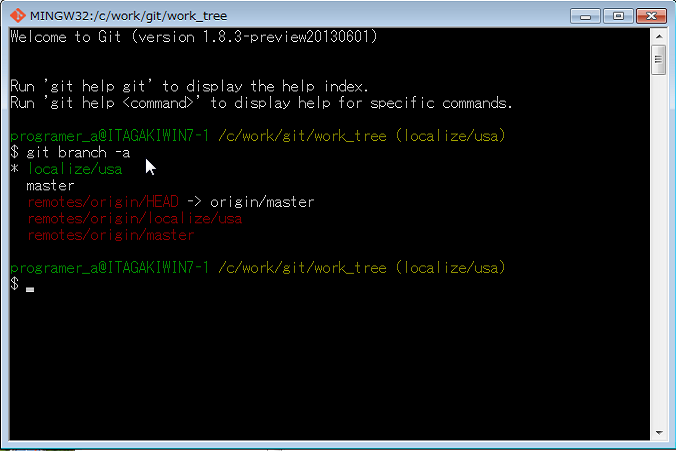 MINGW32:/c/work/git/work_tree
Welcome to Git (version 1.8.3-preview20130601)
Run 'git help git' to display the help index.
Run 'git help <command>' to display help for specific commands.
programer_a@ITAGAKIWIN7-1 /c/work/git/work_tree (localize/usa)
$ git branch -a
* localize/usa
master
remotes/origin/HEAD -> origin/master
remotes/origin/localize/usa
remotes/origin/master
programer_a@ITAGAKIWIN7-1 /c/work/git/work_tree (localize/usa)
$